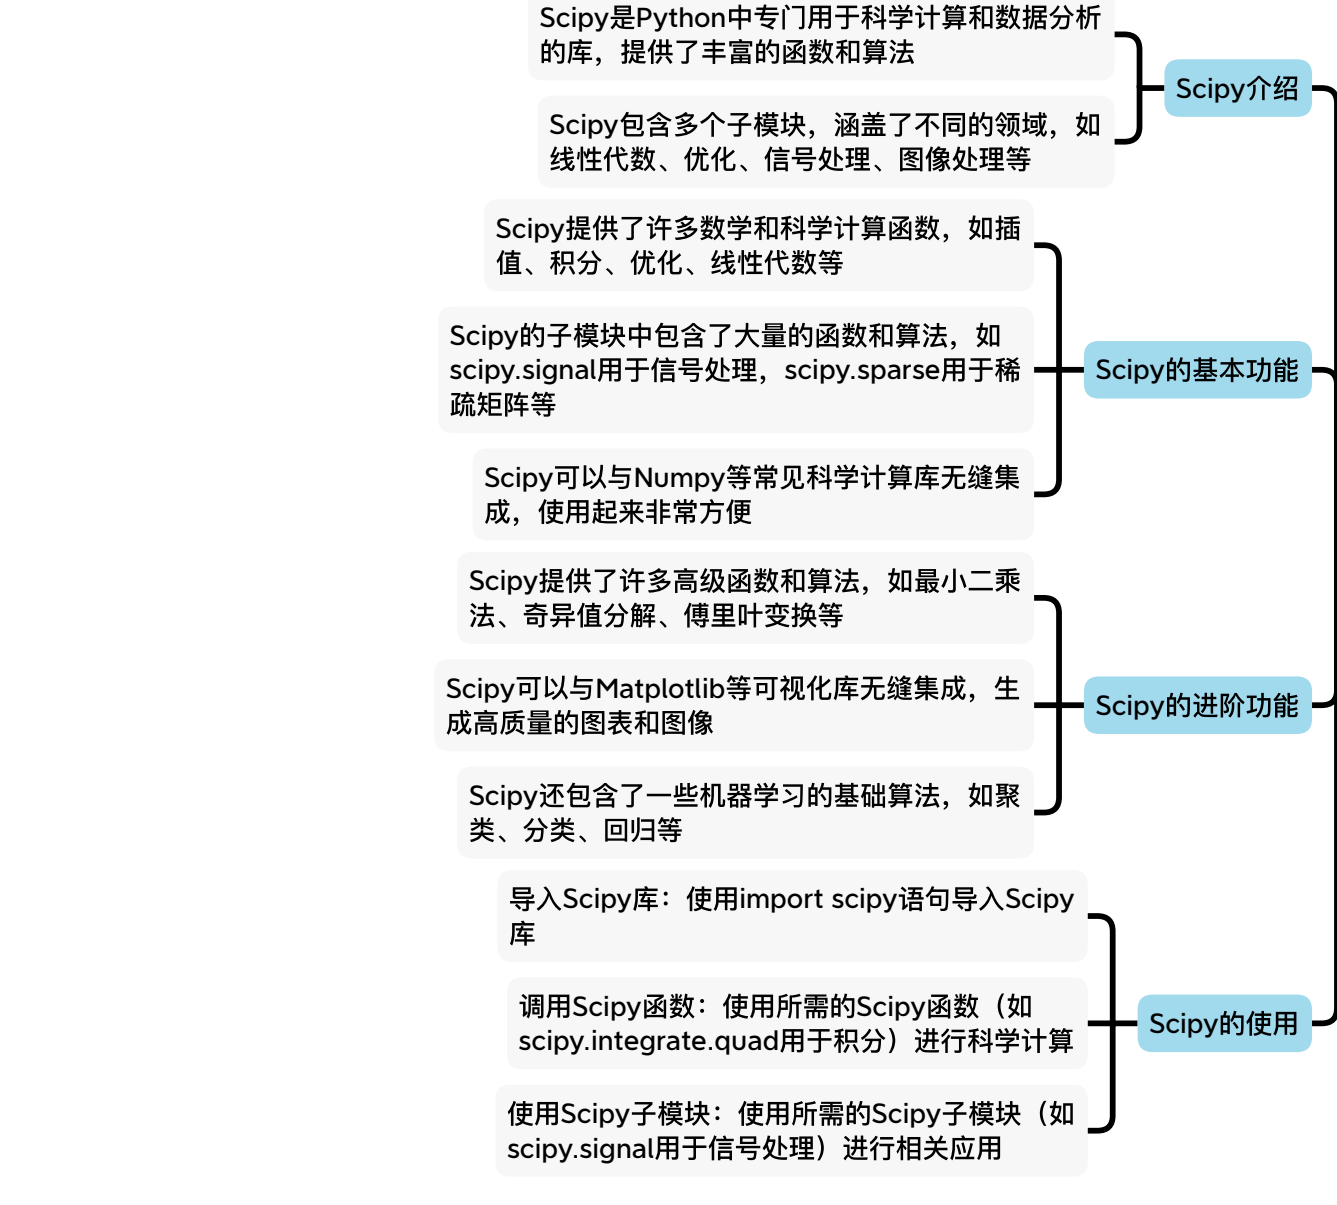 Scipy是Python中专门用于科学计算和数据分析
的库，提供了丰富的函数和算法
Scipy介绍
Scipy包含多个子模块，涵盖了不同的领域，如
线性代数、优化、信号处理、图像处理等
Scipy提供了许多数学和科学计算函数，如插
值、积分、优化、线性代数等
Scipy的子模块中包含了大量的函数和算法，如
scipy.signal用于信号处理，scipy.sparse用于稀
疏矩阵等
Scipy的基本功能
Scipy可以与Numpy等常见科学计算库无缝集
成，使用起来非常方便
Scipy提供了许多高级函数和算法，如最小二乘
法、奇异值分解、傅里叶变换等
Scipy可以与Matplotlib等可视化库无缝集成，生
成高质量的图表和图像
Scipy的进阶功能
Scipy还包含了一些机器学习的基础算法，如聚
类、分类、回归等
导入Scipy库：使用import scipy语句导入Scipy
库
调用Scipy函数：使用所需的Scipy函数（如
scipy.integrate.quad用于积分）进行科学计算
Scipy的使用
使用Scipy子模块：使用所需的Scipy子模块（如
scipy.signal用于信号处理）进行相关应用